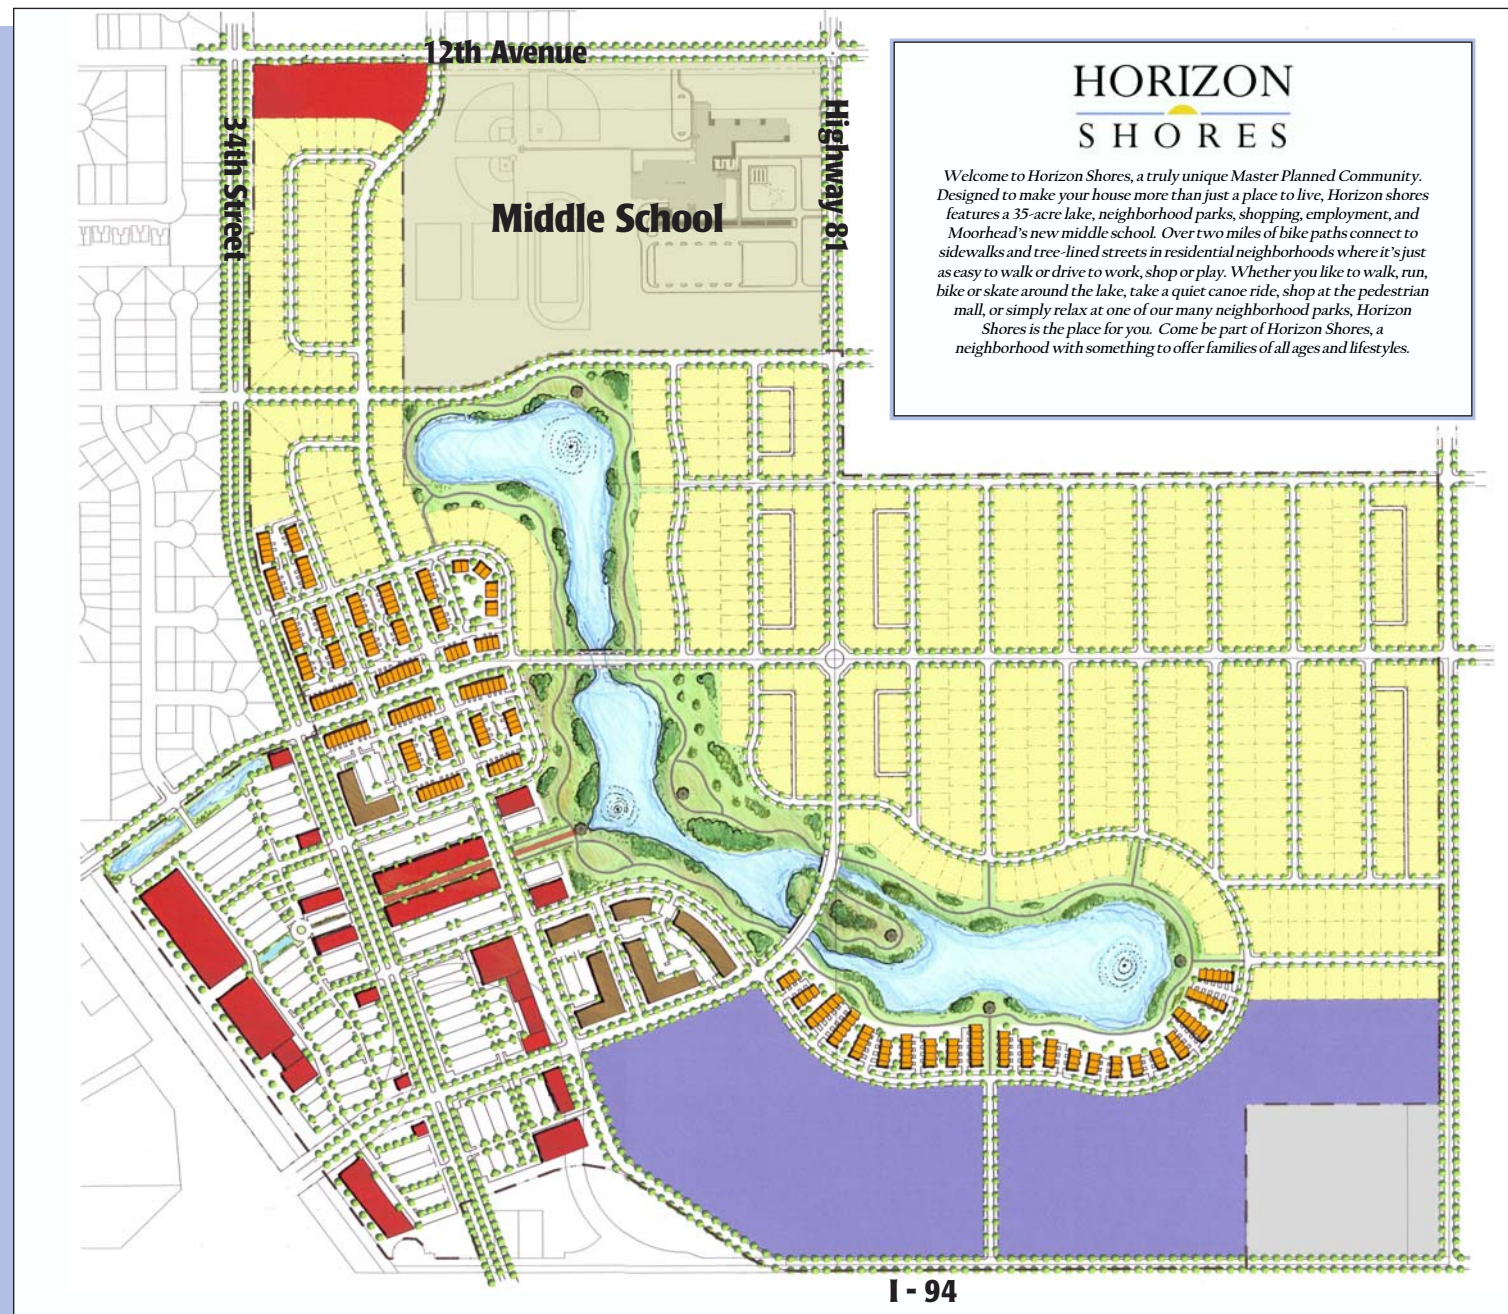 12th Avenue
34th Street
Highway 81
Middle School
HORIZON
SHORES
Welcome to Horizon Shores, a truly unique Master Planned Community.
Designed to make your house more than just a place to live, Horizon shores
features a 35-acre lake, neighborhood parks, shopping, employment, and
Moorhead's new middle school. Over two miles of bike paths connect to
sidewalks and tree-lined streets in residential neighborhoods where it's just
as easy to walk or drive to work, shop or play. Whether you like to walk, run,
bike or skate around the lake, take a quiet canoe ride, shop at the pedestrian
mall, or simply relax at one of our many neighborhood parks, Horizon
Shores is the place for you. Come be part of Horizon Shores, a
neighborhood with something to offer families of all ages and lifestyles.
I - 94